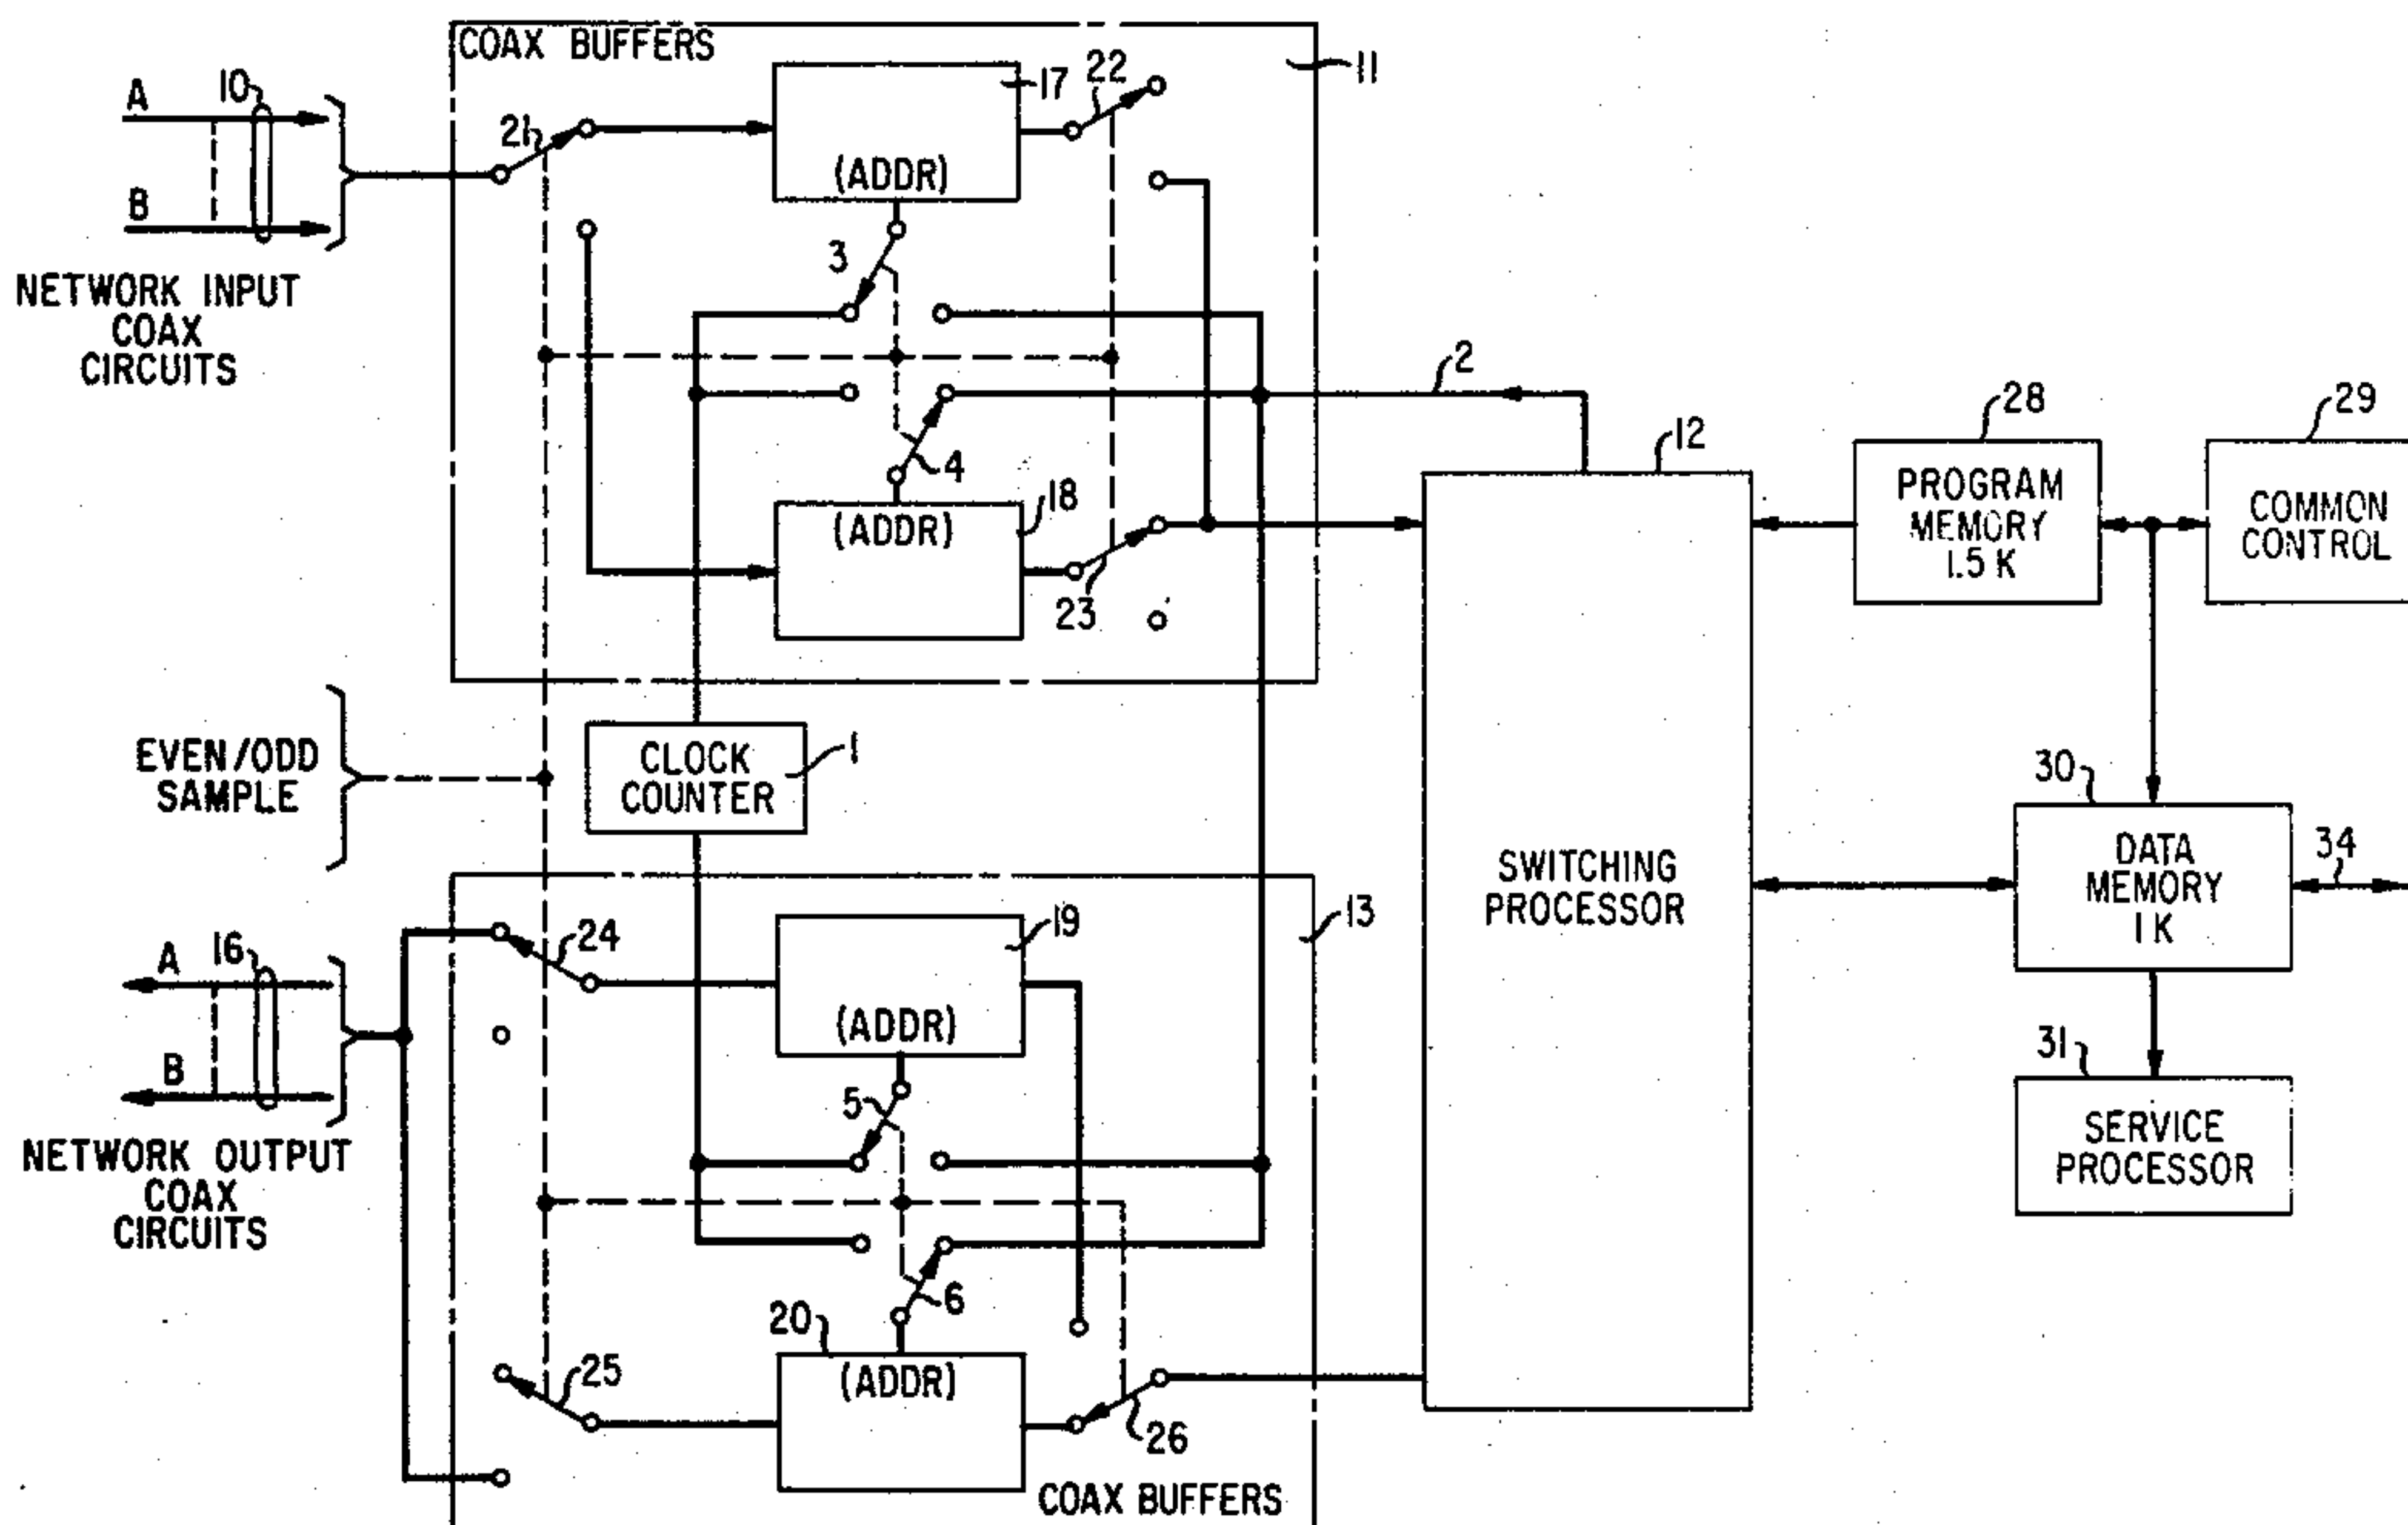 COAX BUFFERS
11
A
10
B
NETWORK INPUT
COAX
CIRCUITS
21
17
(ADDR)
22
3
2
4
18
(ADDR)
23
12
SWITCHING
PROCESSOR
28
PROGRAM
MEMORY
1.5 K
29
COMMON
CONTROL
EVEN/ODD
SAMPLE
CLOCK
COUNTER
1
30
DATA
MEMORY
1 K
34
31
SERVICE
PROCESSOR
A
16
B
NETWORK OUTPUT
COAX
CIRCUITS
24
19
(ADDR)
13
5
6
20
(ADDR)
25
26
COAX BUFFERS